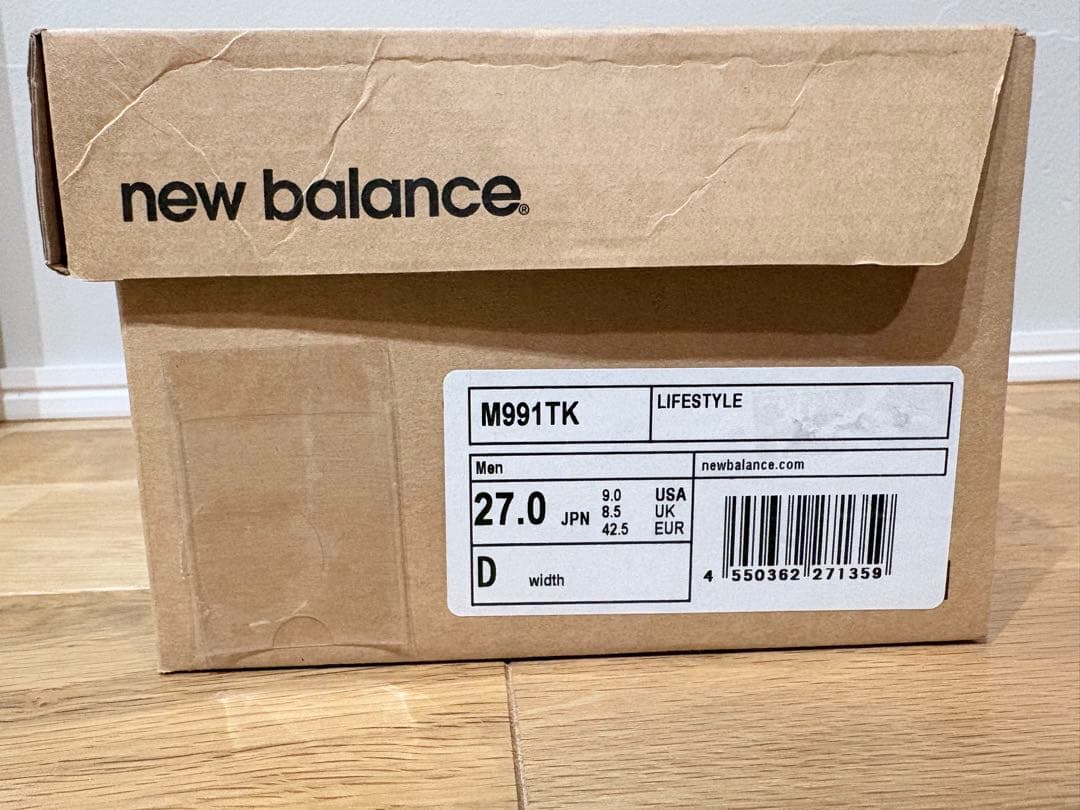 new balance®
M991TK
LIFESTYLE
Men
newbalance.com
27.0 JPN
9.0 USA
8.5 UK
42.5 EUR
D width
4 550362 271359